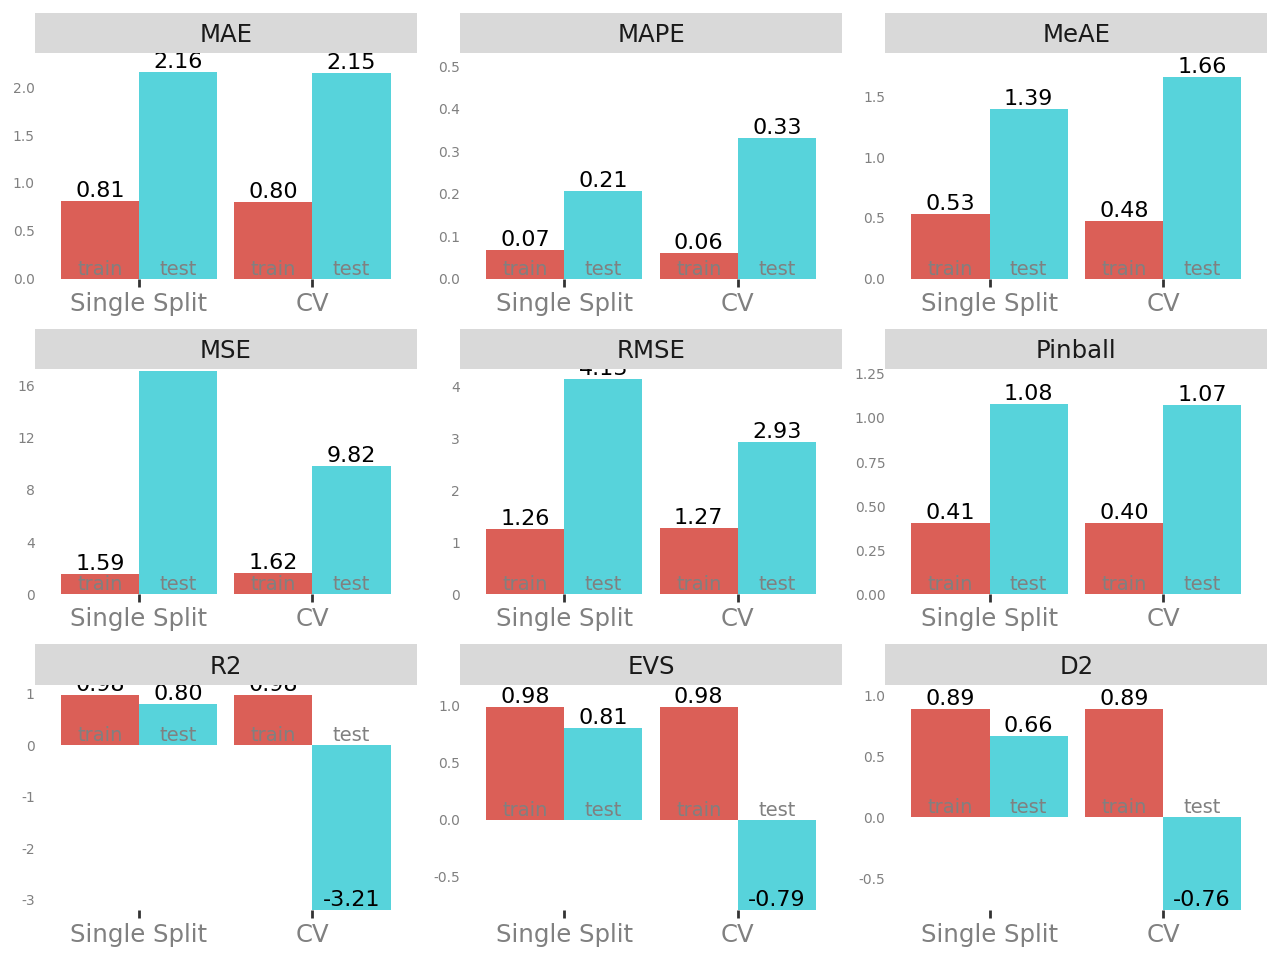 MAE
MAPE
MeAE
2.16
2.15
0.81
0.80
train
test
train
test
0.0
0.5
1.0
1.5
2.0
Single Split
CV
0.21
0.33
0.07
0.06
train
test
train
test
0.0
0.1
0.2
0.3
0.4
0.5
Single Split
CV
1.39
1.66
0.53
0.48
train
test
train
test
0.0
0.5
1.0
1.5
Single Split
CV
MSE
RMSE
Pinball
1.59
1.62
9.82
train
test
train
test
0
4
8
12
16
Single Split
CV
1.26
1.27
2.93
train
test
train
test
0
1
2
3
4
Single Split
CV
0.41
1.08
0.40
1.07
train
test
train
test
0.00
0.25
0.50
0.75
1.00
1.25
Single Split
CV
R2
EVS
D2
0.98
0.80
0.98
-3.21
train
test
train
test
1
0
-1
-2
-3
Single Split
CV
0.98
0.81
0.98
-0.79
train
test
train
test
1.0
0.5
0.0
-0.5
Single Split
CV
0.89
0.66
0.89
-0.76
train
test
train
test
1.0
0.5
0.0
-0.5
Single Split
CV